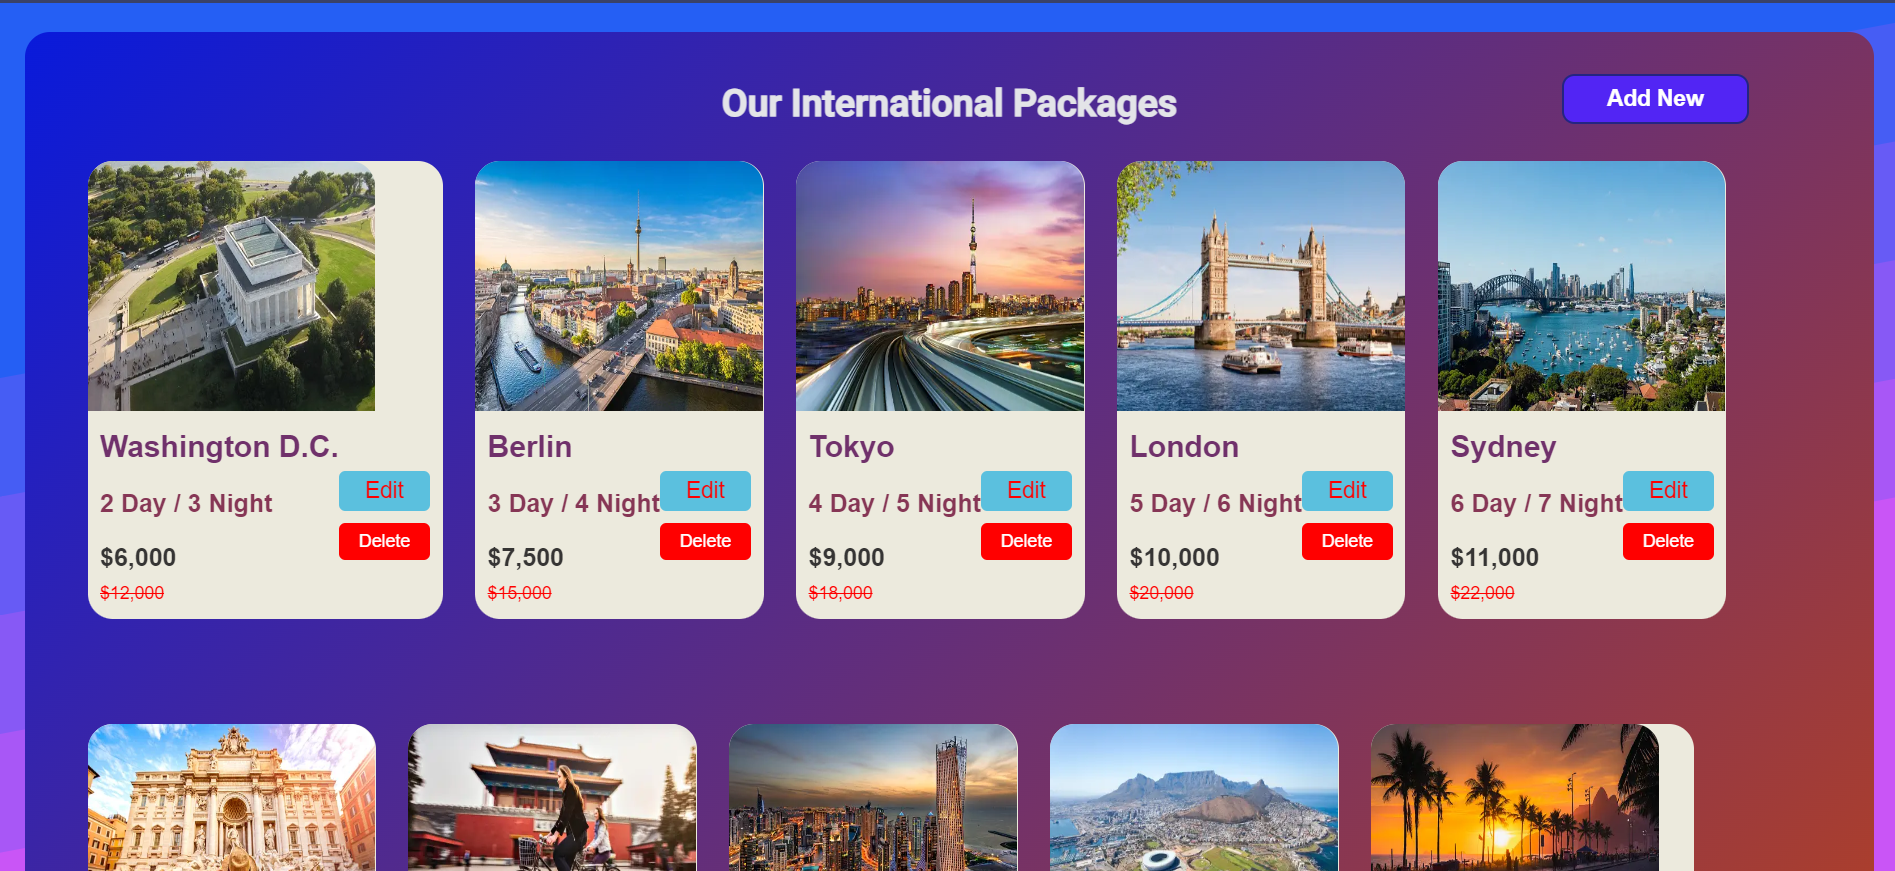 Our International Packages
Add New
Washington D.C.
2 Day / 3 Night
Edit
Delete
$6,000
$12,000
Berlin
3 Day / 4 Night
Edit
Delete
$7,500
$15,000
Tokyo
4 Day / 5 Night
Edit
Delete
$9,000
$18,000
London
5 Day / 6 Night
Edit
Delete
$10,000
$20,000
Sydney
6 Day / 7 Night
Edit
Delete
$11,000
$22,000